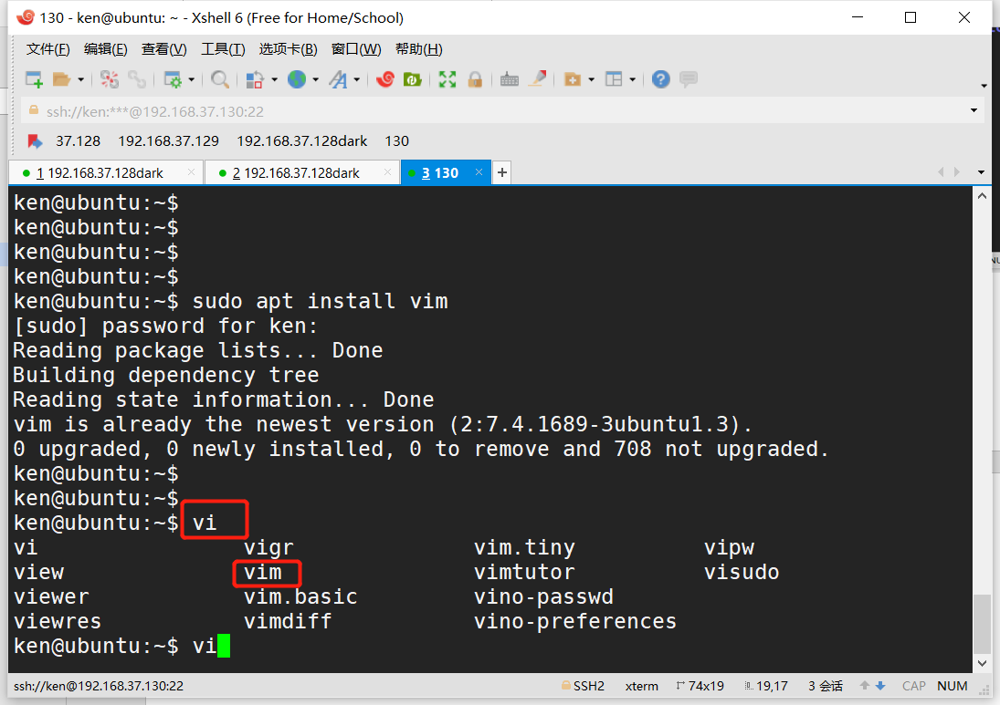 130 - ken@ubuntu: ~ - Xshell 6 (Free for Home/School)
文件(F) 编辑(E) 查看(V) 工具(T) 选项卡(B) 窗口(W) 帮助(H)
ssh://ken:***@192.168.37.130:22
37.128 192.168.37.129 192.168.37.128dark 130
1 192.168.37.128dark 2 192.168.37.128dark 3 130
ken@ubuntu:~$
ken@ubuntu:~$
ken@ubuntu:~$
ken@ubuntu:~$
ken@ubuntu:~$ sudo apt install vim
[sudo] password for ken:
Reading package lists... Done
Building dependency tree
Reading state information... Done
vim is already the newest version (2:7.4.1689-3ubuntu1.3).
0 upgraded, 0 newly installed, 0 to remove and 708 not upgraded.
ken@ubuntu:~$
ken@ubuntu:~$
ken@ubuntu:~$ vi
vi vigr vim.tiny vipw
view vim vimtutor visudo
viewer vim.basic vino-passwd
viewres vimdiff vino-preferences
ken@ubuntu:~$ vi
ssh://ken@192.168.37.130:22 SSH2 xterm 74x19 19,17 3 会话 CAP NUM